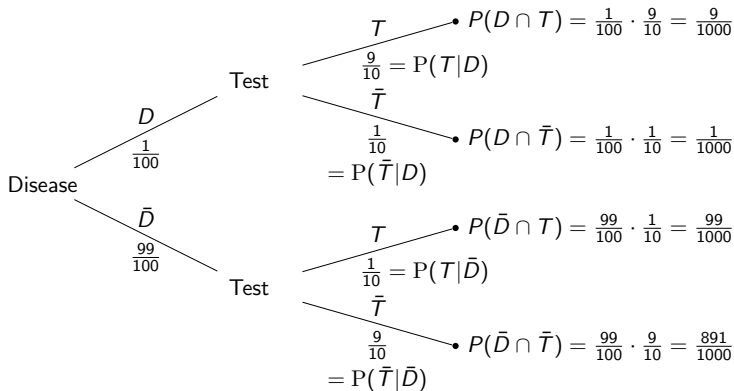 T
P(D ∩ T) = 1/100 · 9/10 = 9/1000
9/10 = P(T|D)
Test
T̄
D
1/10
P(D ∩ T̄) = 1/100 · 1/10 = 1/1000
1/100
= P(T̄|D)
Disease
D̄
T
P(D̄ ∩ T) = 99/100 · 1/10 = 99/1000
99/100
1/10 = P(T|D̄)
Test
T̄
9/10
P(D̄ ∩ T̄) = 99/100 · 9/10 = 891/1000
= P(T̄|D̄)